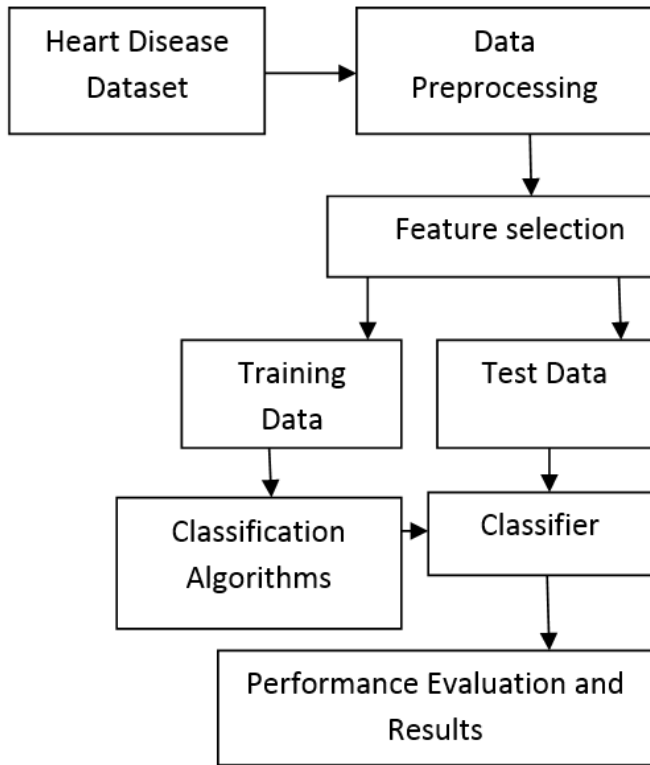 Heart Disease
Dataset
Data
Preprocessing
Feature selection
Training
Data
Test Data
Classification
Algorithms
Classifier
Performance Evaluation and
Results